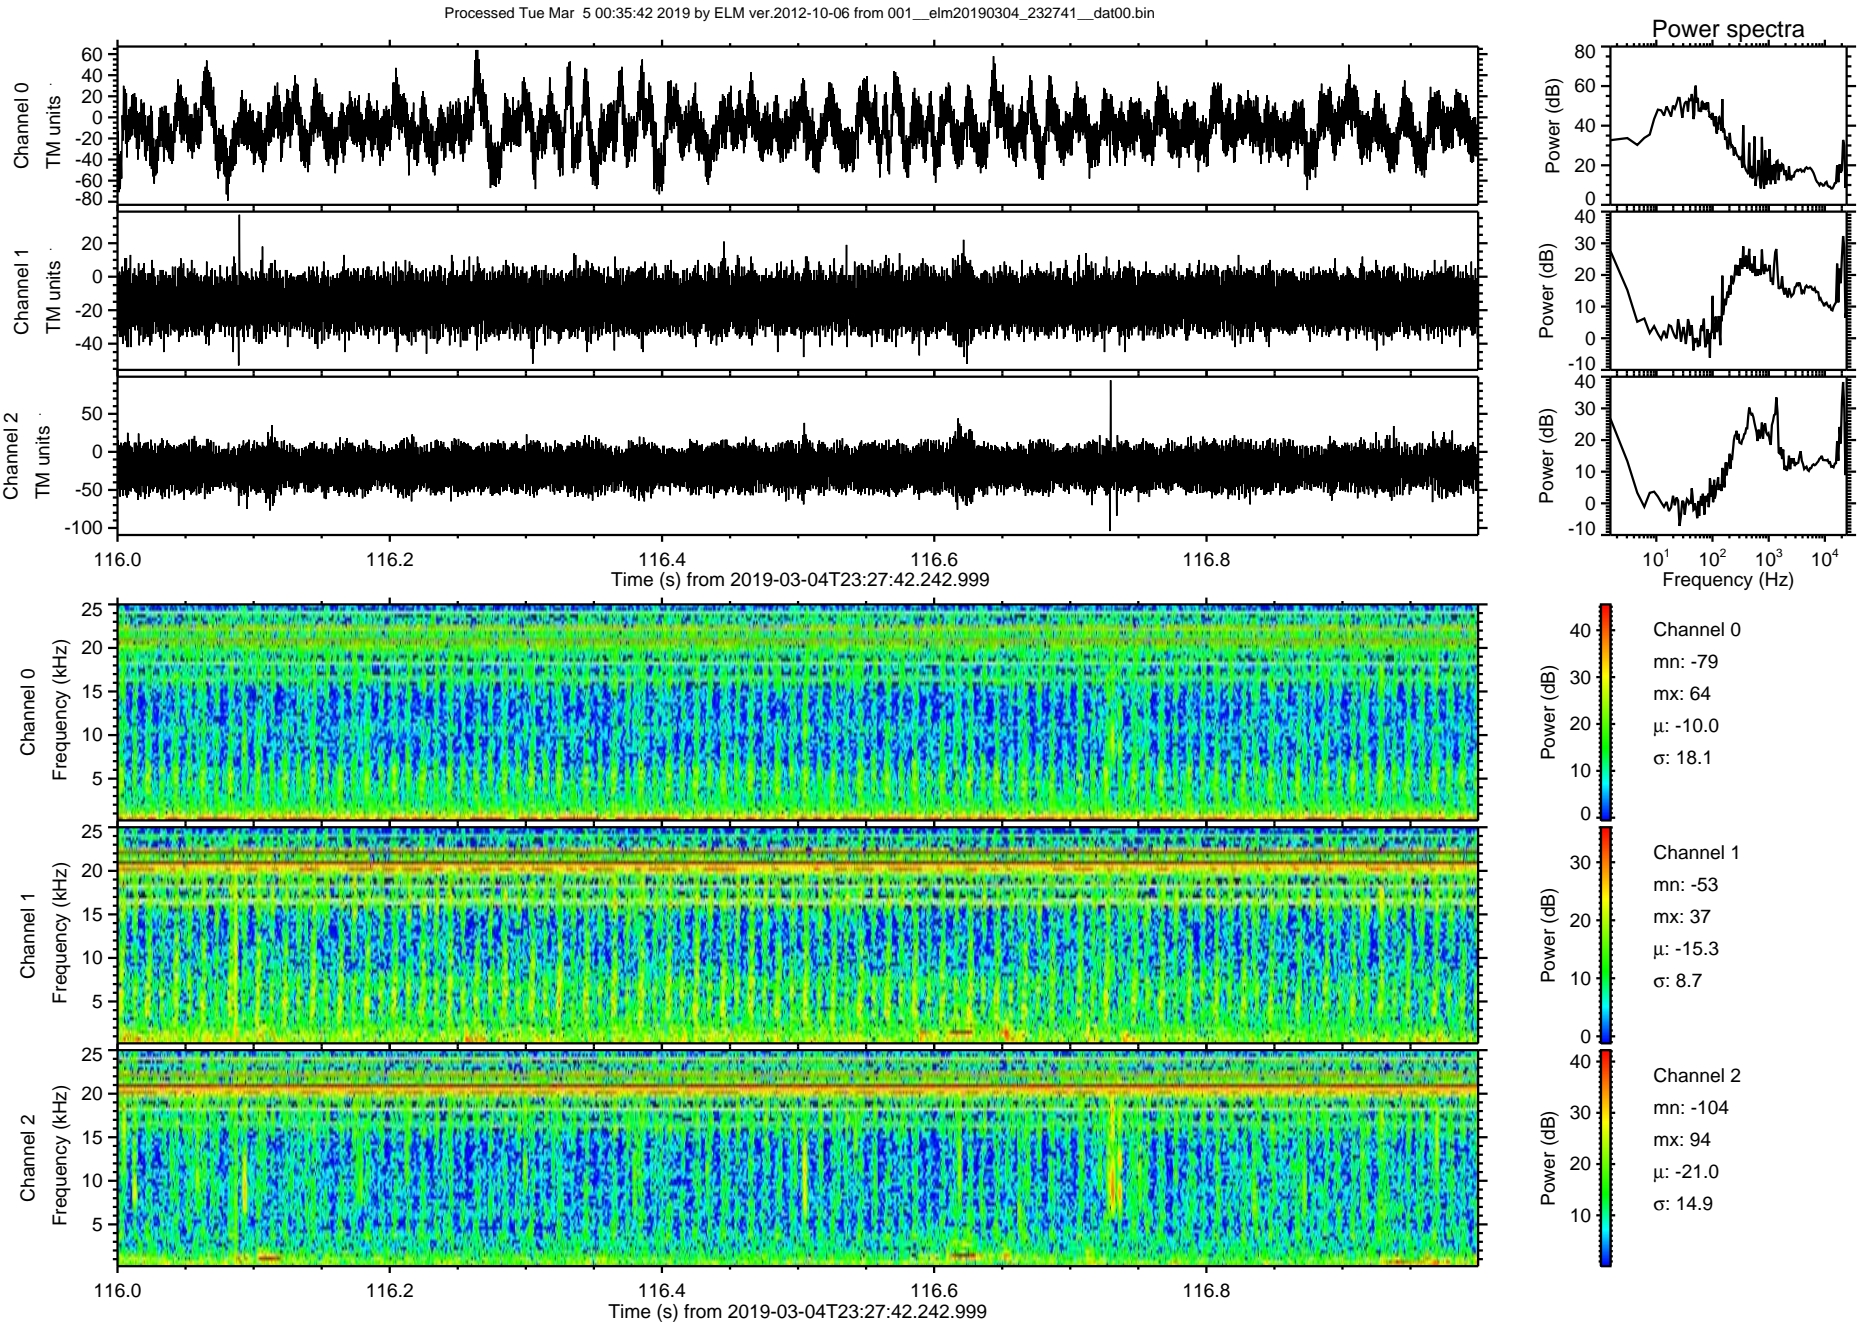 Processed Tue Mar  5 00:35:42 2019 by ELM ver.2012-10-06 from 001__elm20190304_232741__dat00.bin
Power spectra
Channel 0
TM units
60
40
20
0
-20
-40
-60
-80
Power (dB)
80
60
40
20
0
Channel 1
TM units
20
0
-20
-40
Power (dB)
40
30
20
10
0
-10
Channel 2
TM units
50
0
-50
-100
Power (dB)
40
30
20
10
0
-10
116.0 116.2 116.4 116.6 116.8
Time (s) from 2019-03-04T23:27:42.242.999
10¹ 10² 10³ 10⁴
Frequency (Hz)
Channel 0
Frequency (kHz)
25
20
15
10
5
Power (dB)
40
30
20
10
0
Channel 0
mn: -79
mx: 64
μ: -10.0
σ: 18.1
Channel 1
Frequency (kHz)
25
20
15
10
5
Power (dB)
30
20
10
0
Channel 1
mn: -53
mx: 37
μ: -15.3
σ: 8.7
Channel 2
Frequency (kHz)
25
20
15
10
5
Power (dB)
40
30
20
10
Channel 2
mn: -104
mx: 94
μ: -21.0
σ: 14.9
116.0 116.2 116.4 116.6 116.8
Time (s) from 2019-03-04T23:27:42.242.999